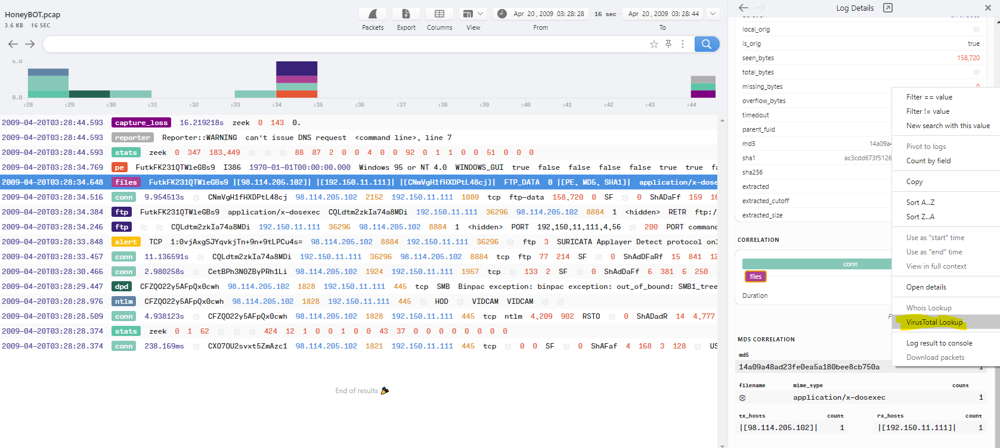 HoneyBOT.pcap
3.6 KB 16 SEC
Packets
Export
Columns
View
Apr 20 , 2009 03: 28: 28
From
16 sec
Apr 20 , 2009 03: 28: 44
To
5.0
0.0
:28 :29 :30 :31 :32 :33 :34 :35 :36 :37 :38 :39 :40 :41 :42 :43 :44
2009-04-20T03:28:44.593 capture_loss 16.219218s zeek 0 143 0.
2009-04-20T03:28:44.593 reporter Reporter::WARNING can't issue DNS request <command line>, line 7
2009-04-20T03:28:44.593 stats zeek 0 347 183,449 ⊗ ⊗ ⊗ 88 87 2 0 0 4 0 0 92 0 1 1 0 0 51 0 0 0
2009-04-20T03:28:34.769 pe FutkFK231QTWleGBs9 I386 1970-01-01T00:00:00.000 Windows 95 or NT 4.0 WINDOWS_GUI true false false false false true true fa
2009-04-20T03:28:34.648 files FutkFK231QTWleGBs9 |[98.114.205.102]| |[192.150.11.111]| |[CNmVgH1fHXDPtL48cj]| FTP_DATA 0 |[PE, MD5, SHA1]| application/x-dose
2009-04-20T03:28:34.516 conn 9.954513s ⊗ CNmVgH1fHXDPtL48cj 98.114.205.102 2152 192.150.11.111 1080 tcp ftp-data 158,720 0 SF ⊗ 0 ShADaFf 159 16
2009-04-20T03:28:34.384 ftp FutkFK231QTWleGBs9 application/x-dosexec CQLdtm2zkIa74a8MDi 192.150.11.111 36296 98.114.205.102 8884 1 <hidden> RETR ftp:/
2009-04-20T03:28:34.246 ftp ⊗ ⊗ CQLdtm2zkIa74a8MDi 192.150.11.111 36296 98.114.205.102 8884 1 <hidden> PORT 192,150,11,111,4,56 ⊗ 200 PORT comman
2009-04-20T03:28:33.848 alert TCP 1:0vjAxgSJYqvkjTn+9n+9tLPCu4s= 98.114.205.102 8884 192.150.11.111 36296 ⊗ ftp 3 SURICATA Applayer Detect protocol onl
2009-04-20T03:28:33.457 conn 11.136591s ⊗ CQLdtm2zkIa74a8MDi 192.150.11.111 36296 98.114.205.102 8884 tcp ftp 77 214 SF ⊗ 0 ShAdDFaRf 15 841 12
2009-04-20T03:28:30.466 conn 2.980258s ⊗ CetBPh3N0ZByPRh1Li 98.114.205.102 1924 192.150.11.111 1957 tcp ⊗ 133 2 SF ⊗ 0 ShAdDaFf 6 381 6 250 ⊗
2009-04-20T03:28:29.447 dpd CFZQO22y5AFpQx0cwh 98.114.205.102 1828 192.150.11.111 445 tcp SMB Binpac exception: binpac exception: out_of_bound: SMB1_tree
2009-04-20T03:28:28.976 ntlm CFZQO22y5AFpQx0cwh 98.114.205.102 1828 192.150.11.111 445 ⊗ HOD ⊗ VIDCAM VIDCAM ⊗ ⊗
2009-04-20T03:28:28.509 conn 4.938123s ⊗ CFZQO22y5AFpQx0cwh 98.114.205.102 1828 192.150.11.111 445 tcp ntlm 4,209 902 RSTO ⊗ 0 ShADadR 14 4,777
2009-04-20T03:28:28.374 stats zeek 0 1 62 ⊗ ⊗ ⊗ 424 12 1 0 0 1 0 0 43 37 0 0 0 0 0 0 0 0
2009-04-20T03:28:28.374 conn 238.169ms ⊗ CXO7OU2svxt5ZmAzc1 98.114.205.102 1821 192.150.11.111 445 tcp ⊗ 0 0 SF ⊗ 0 ShAFaf 4 168 3 128 ⊗ US
End of results
Log Details
local_orig ⊗
is_orig true
seen_bytes 158,720
total_bytes ⊗
missing_bytes 0
overflow_bytes
timedout
parent_fuid
md5 14a09a4
sha1 ac3cdd673f5126
sha256
extracted
extracted_cutoff
extracted_size
CORRELATION
conn
files
Duration
MD5 CORRELATION
md5
14a09a48ad23fe0ea5a180bee8cb750a 1
filename mime_type count
⊗ application/x-dosexec 1
tx_hosts count rx_hosts count
|[98.114.205.102]| 1 |[192.150.11.111]| 1
Filter == value
Filter != value
New search with this value
Pivot to logs
Count by field
Copy
Sort A...Z
Sort Z...A
Use as "start" time
Use as "end" time
View in full context
Open details
Whois Lookup
VirusTotal Lookup
Log result to console
Download packets